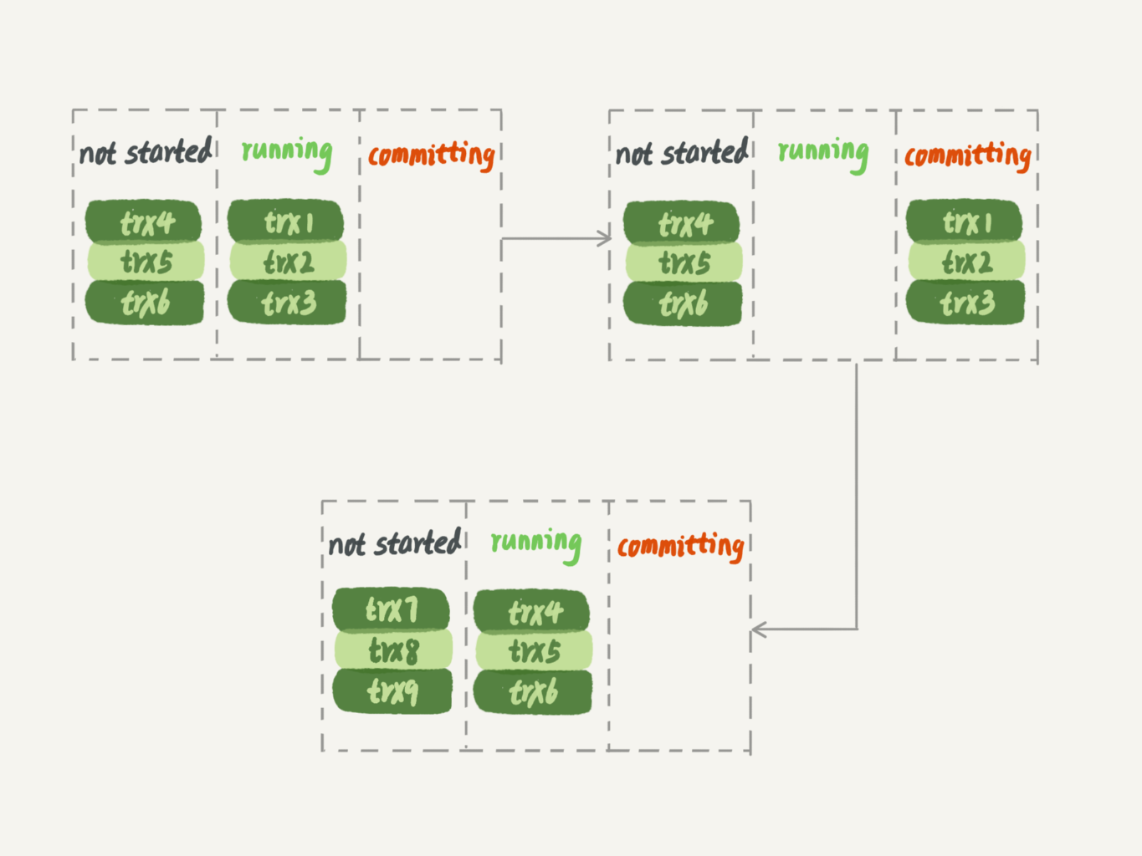 not started running committing
trx4 trx1
trx5 trx2
trx6 trx3
not started running committing
trx4 trx1
trx5 trx2
trx6 trx3
not started running committing
trx7 trx4
trx8 trx5
trx9 trx6